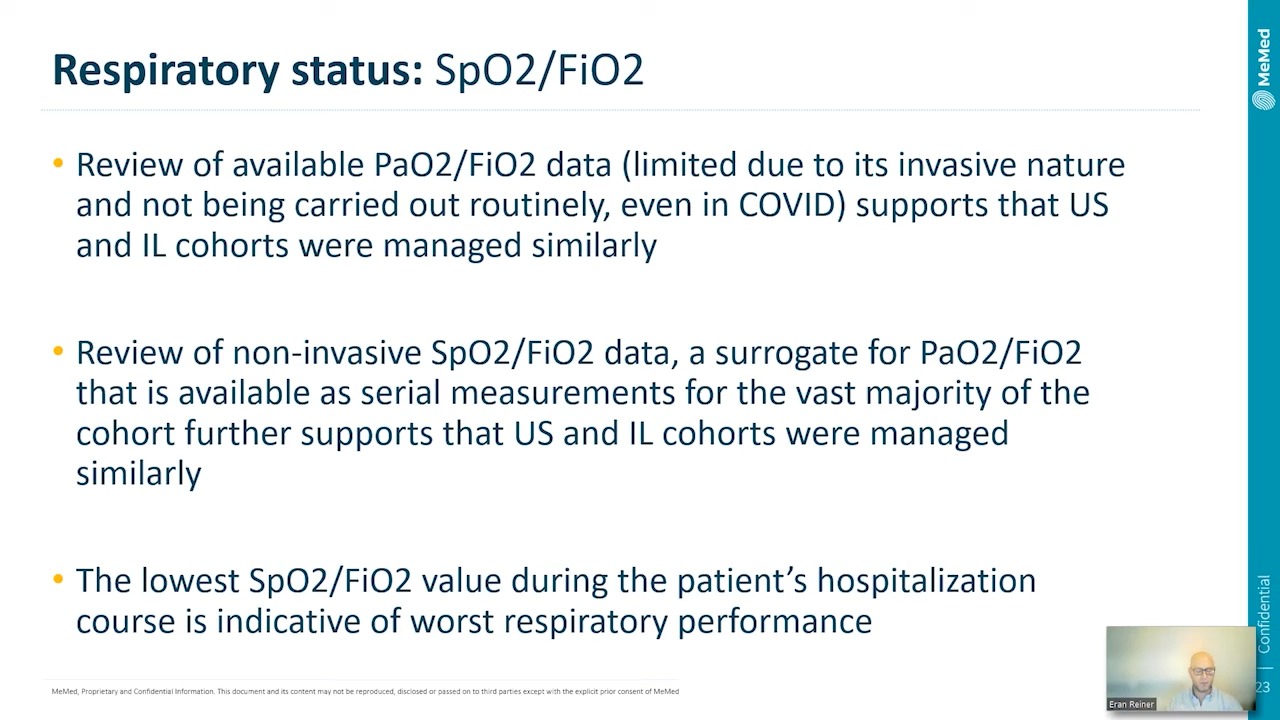 Respiratory status: SpO2/FiO2
• Review of available PaO2/FiO2 data (limited due to its invasive nature
and not being carried out routinely, even in COVID) supports that US
and IL cohorts were managed similarly
• Review of non-invasive SpO2/FiO2 data, a surrogate for PaO2/FiO2
that is available as serial measurements for the vast majority of the
cohort further supports that US and IL cohorts were managed
similarly
• The lowest SpO2/FiO2 value during the patient’s hospitalization
course is indicative of worst respiratory performance
MeMed, Proprietary and Confidential Information. This document and its content may not be reproduced, disclosed or passed on to third parties except with the explicit prior consent of MeMed
MeMed
Confidential
23
Eran Reiner